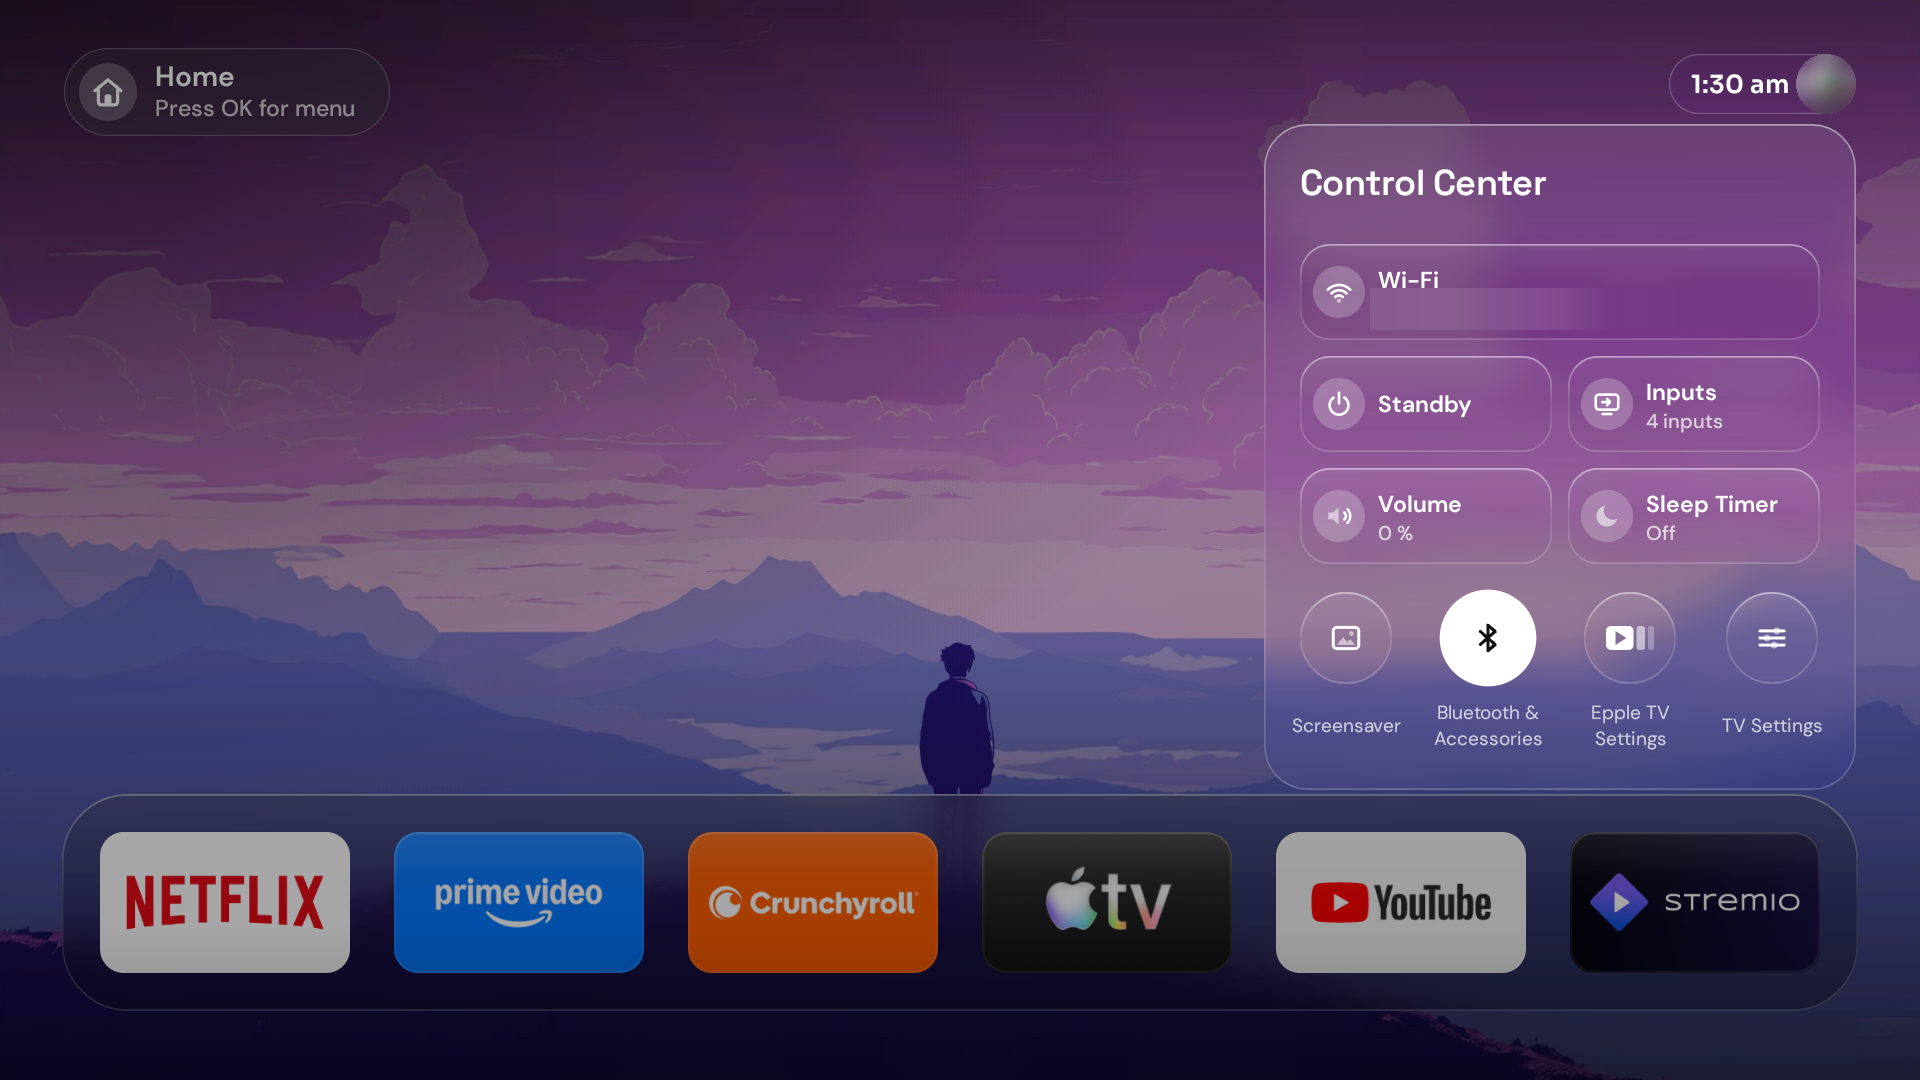 Home
Press OK for menu
1:30 am
Control Center
Wi-Fi
Standby
Inputs
4 inputs
Volume
0 %
Sleep Timer
Off
Screensaver
Bluetooth &
Accessories
Epple TV
Settings
TV Settings
NETFLIX
prime video
Crunchyroll
tv
YouTube
STREMIO